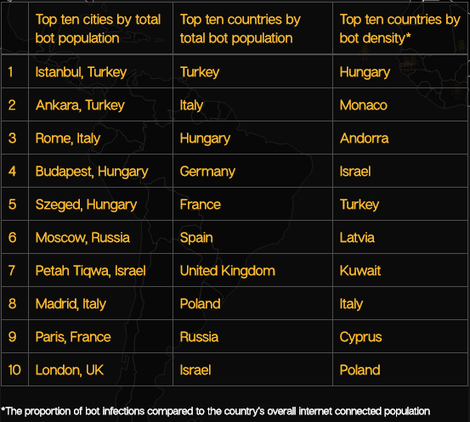 Top ten cities by total bot population | Top ten countries by total bot population | Top ten countries by bot density*
1 | Istanbul, Turkey | Turkey | Hungary
2 | Ankara, Turkey | Italy | Monaco
3 | Rome, Italy | Hungary | Andorra
4 | Budapest, Hungary | Germany | Israel
5 | Szeged, Hungary | France | Turkey
6 | Moscow, Russia | Spain | Latvia
7 | Petah Tiqwa, Israel | United Kingdom | Kuwait
8 | Madrid, Italy | Poland | Italy
9 | Paris, France | Russia | Cyprus
10 | London, UK | Israel | Poland
*The proportion of bot infections compared to the country's overall internet connected population